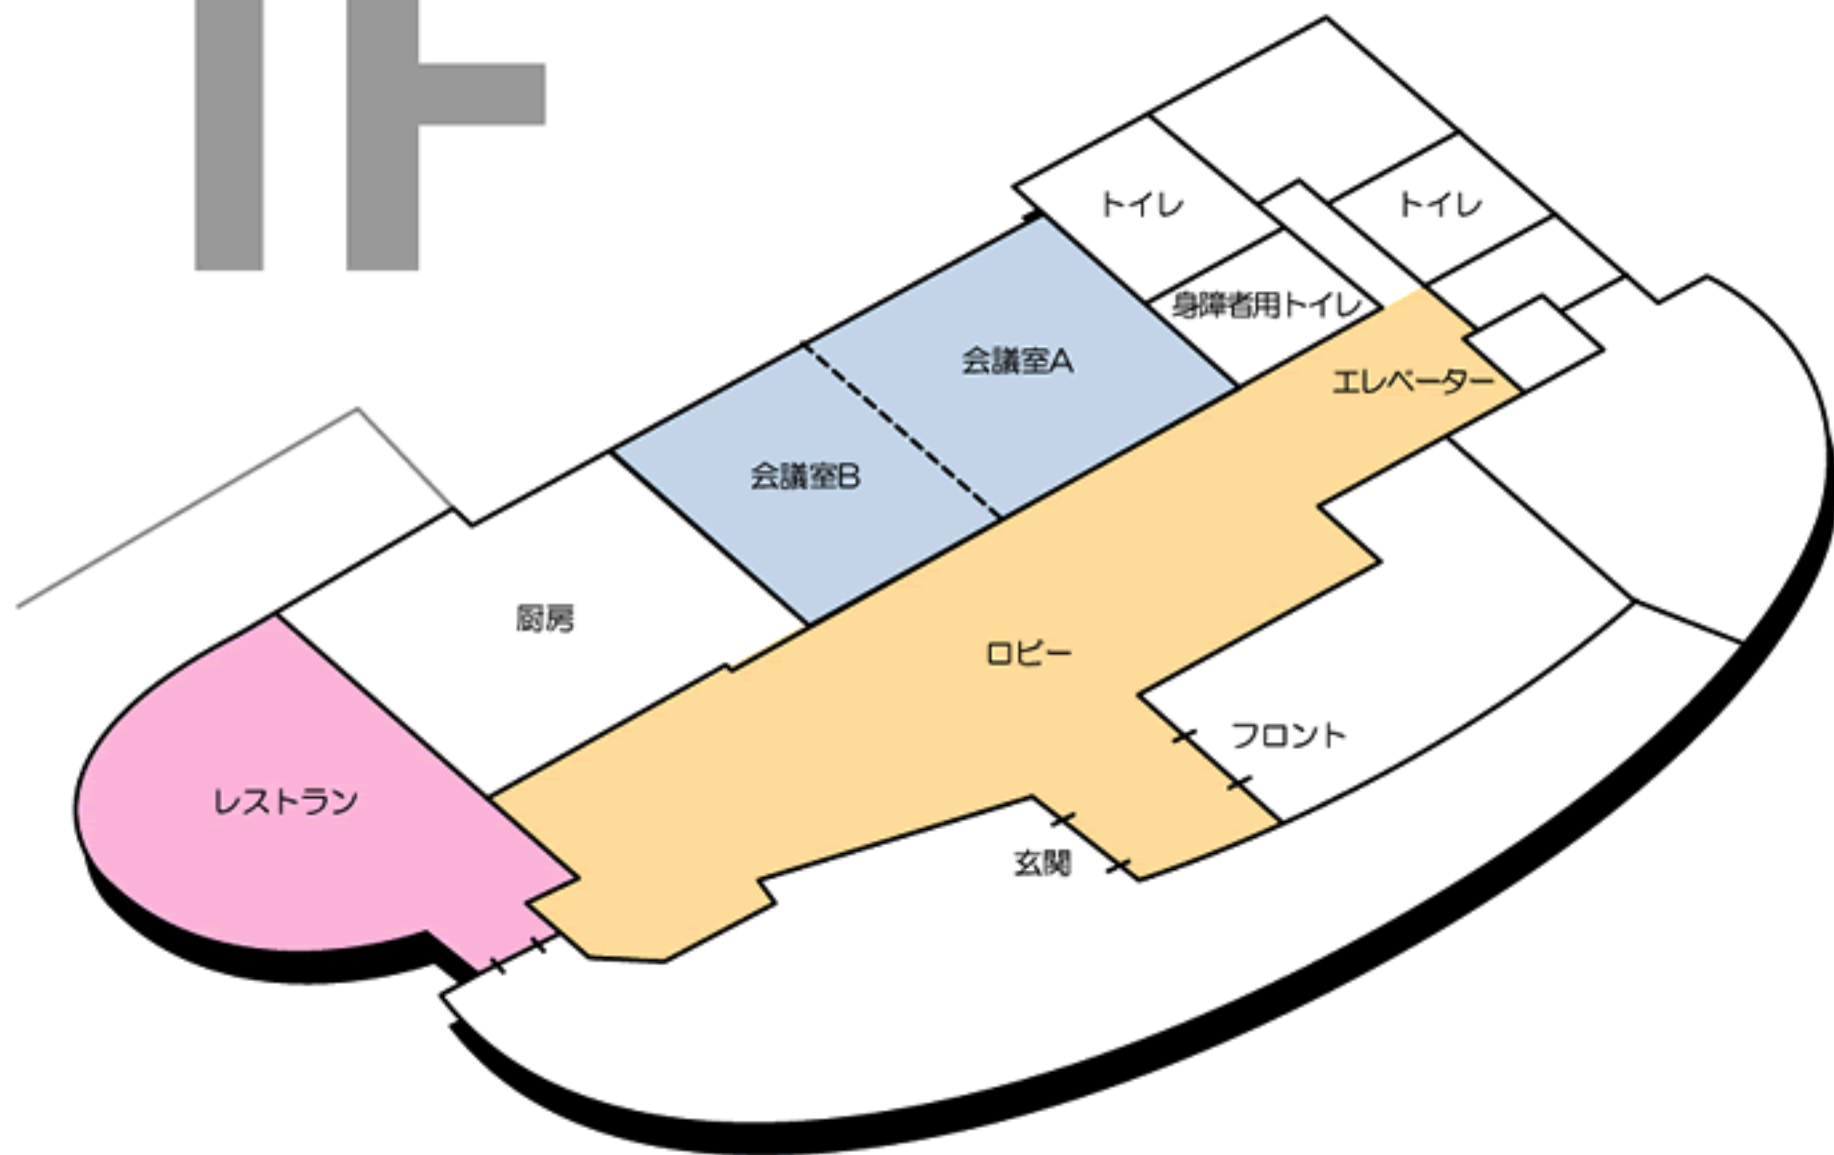 1F
トイレ
トイレ
身障者用トイレ
会議室A
エレベーター
会議室B
厨房
ロビー
フロント
レストラン
玄関